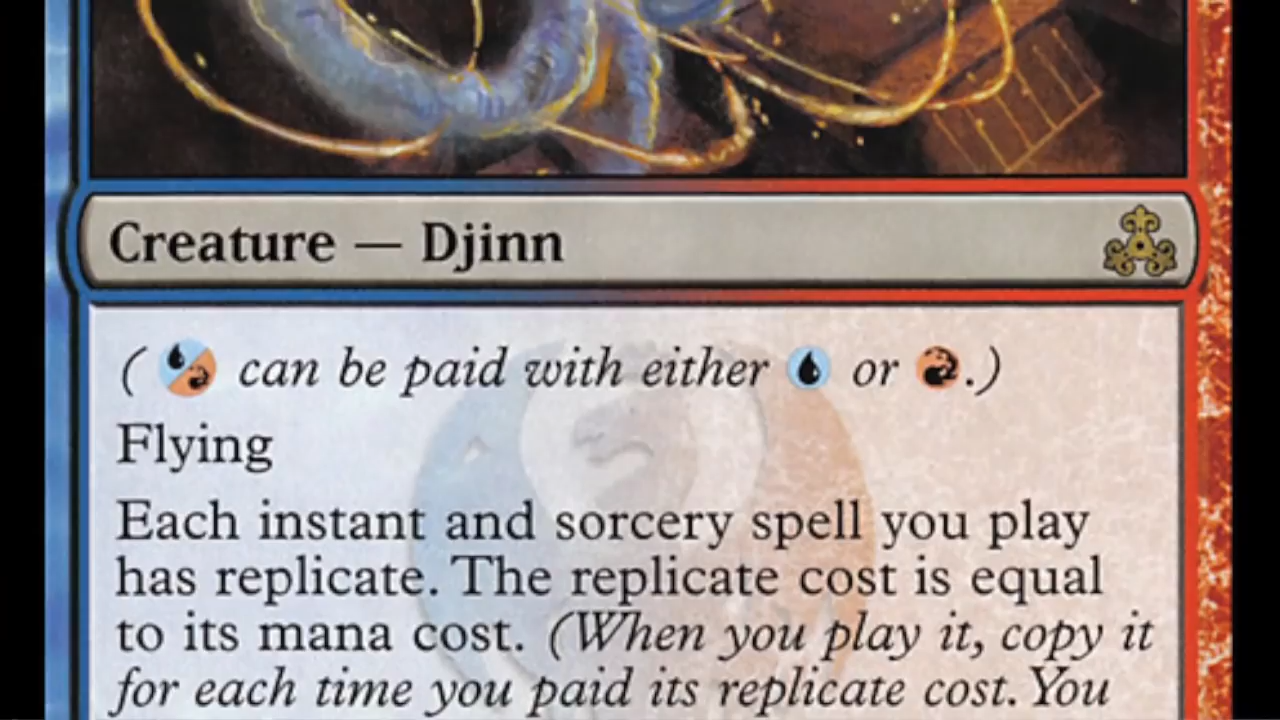 Creature — Djinn
( can be paid with either or .)
Flying
Each instant and sorcery spell you play
has replicate. The replicate cost is equal
to its mana cost. (When you play it, copy it
for each time you paid its replicate cost. You